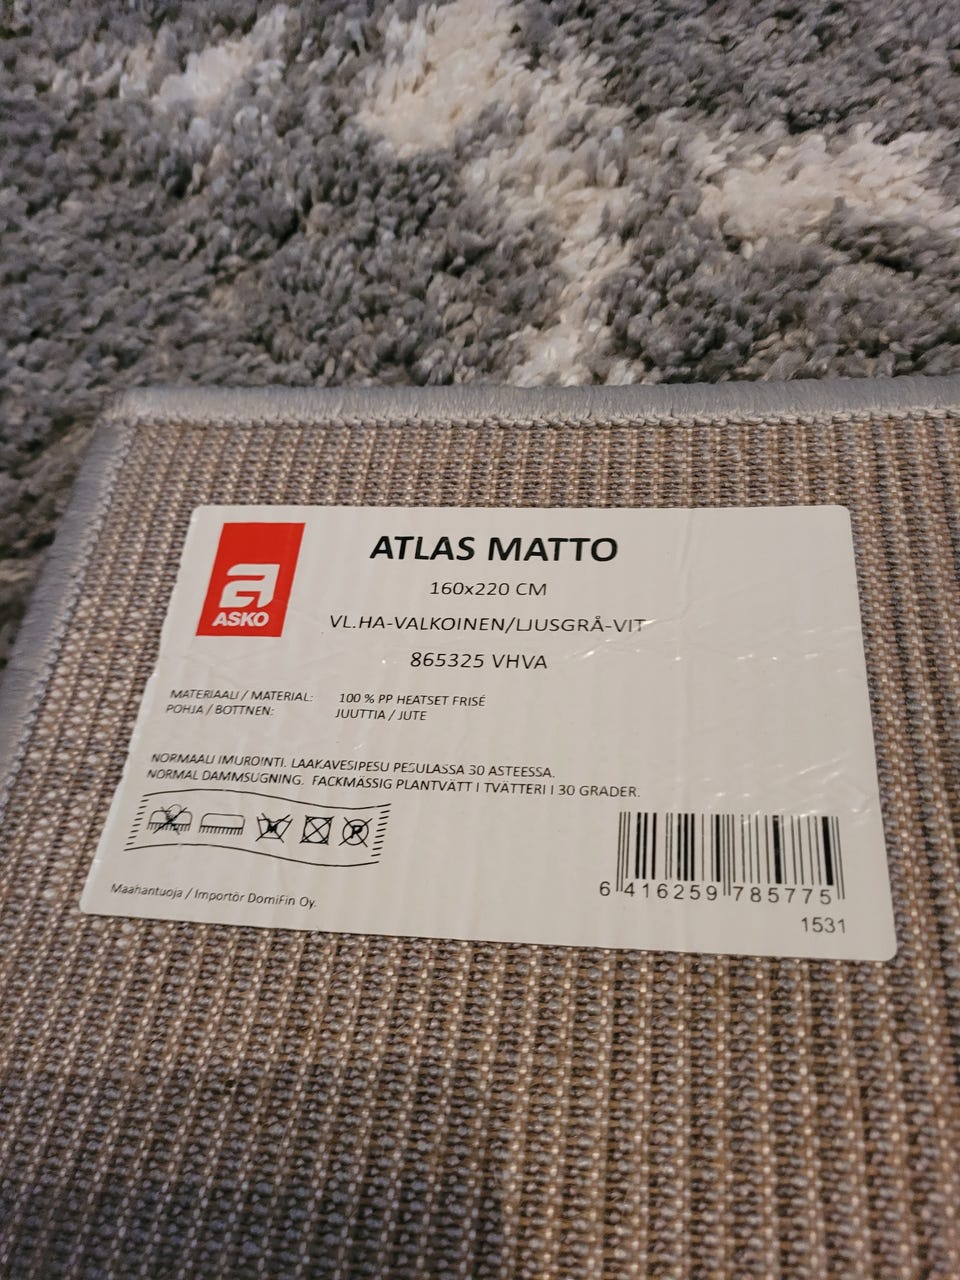 a
ASKO
ATLAS MATTO
160x220 CM
VL.HA-VALKOINEN/LJUSGRÅ-VIT
865325 VHVA
MATERIAALI / MATERIAL: 100 % PP HEATSET FRISÉ
POHJA / BOTTNEN: JUUTTIA / JUTE
NORMAALI IMUROINTI. LAAKAVESIPESU PESULASSA 30 ASTEESSA.
NORMAL DAMMSUGNING. FACKMÄSSIG PLANTVÄTT I TVÄTTERI I 30 GRADER.
P
Maahantuoja / Importör DomiFin Oy.
6 416259 785775
1531